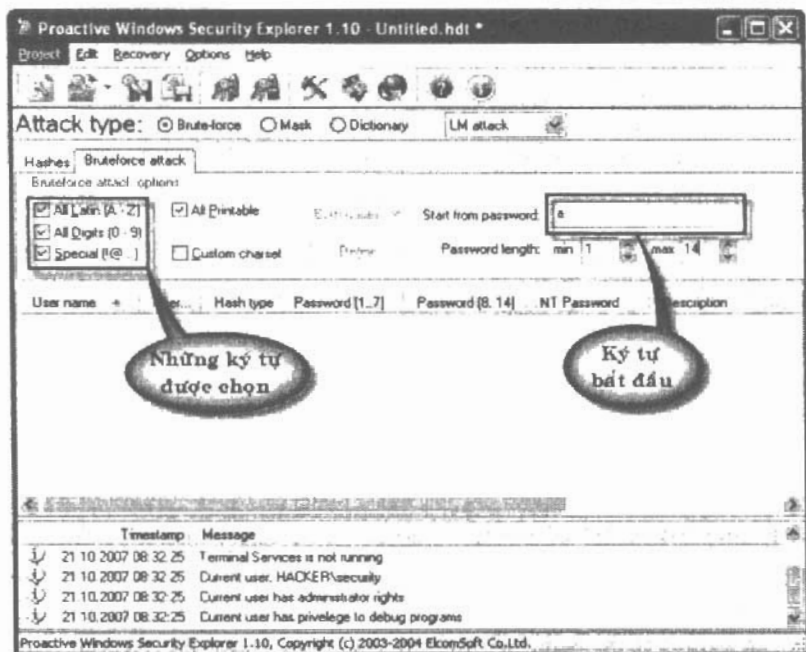 Proactive Windows Security Explorer 1.10 - Untitled.hdt *
Project Edit Recovery Options Help
Attack type: Brute-force Mask Dictionary LM attack
Hashes Bruteforce attack
Bruteforce attack options
All Latin (A - Z) All Printable Start from password: a
All Digits (0 - 9)
Special (!@...) Custom charset Define Password length: min 1 max 14
User name Hash type Password [1..7] Password [8..14] NT Password Description
Những ký tự
được chọn
Ký tự
bắt đầu
Timestamp Message
21.10.2007 08:32:25 Terminal Services is not running
21.10.2007 08:32:25 Current user: HACKER\security
21.10.2007 08:32:25 Current user has administrator rights
21.10.2007 08:32:25 Current user has privelege to debug programs
Proactive Windows Security Explorer 1.10, Copyright (c) 2003-2004 ElcomSoft Co.Ltd.